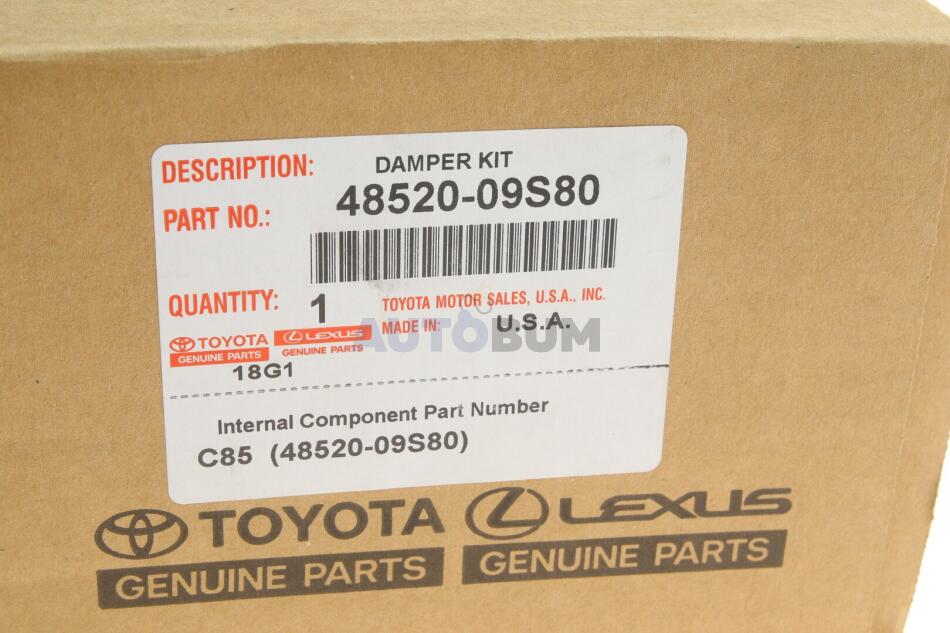 DESCRIPTION: DAMPER KIT
PART NO.: 48520-09S80
QUANTITY: 1
TOYOTA MOTOR SALES, U.S.A., INC.
MADE IN: U.S.A.
TOYOTA LEXUS
GENUINE PARTS GENUINE PARTS
18G1
AUTOBUM
Internal Component Part Number
C85 (48520-09S80)
TOYOTA LEXUS
GENUINE PARTS GENUINE PARTS